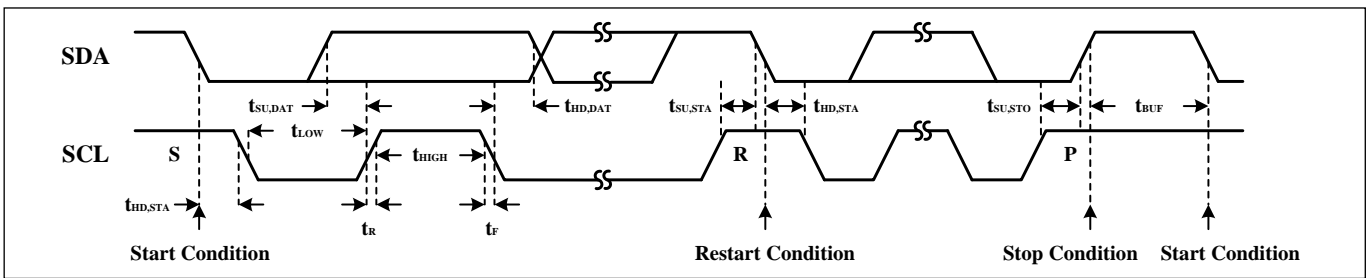 SDA
tSU,DAT
tHD,DAT
tSU,STA
tHD,STA
tSU,STO
tBUF
tLOW
SCL
S
tHIGH
R
P
tHD,STA
tR
tF
Start Condition
Restart Condition
Stop Condition
Start Condition